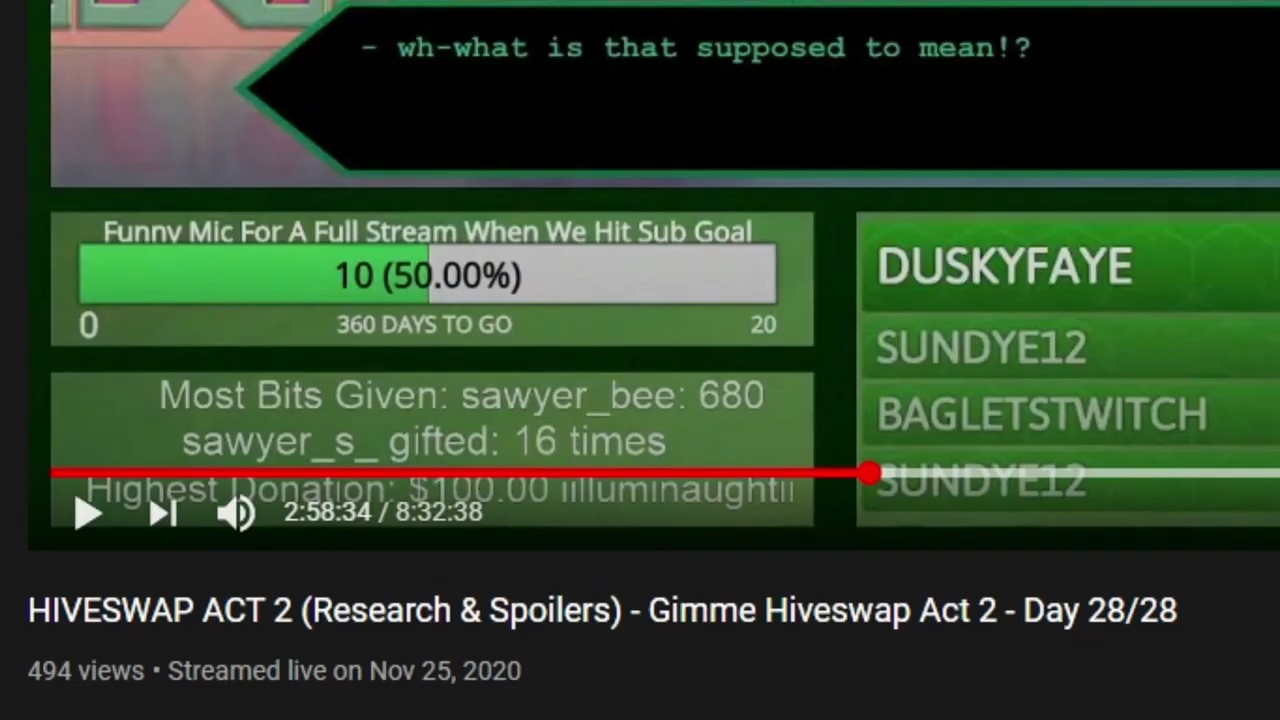 - wh-what is that supposed to mean!?
Funny Mic For A Full Stream When We Hit Sub Goal
10 (50.00%)
0 360 DAYS TO GO 20
Most Bits Given: sawyer_bee: 680
sawyer_s_ gifted: 16 times
Highest Donation: $100.00 iilluminaughtii
DUSKYFAYE
SUNDYE12
BAGLETSTWITCH
SUNDYE12
2:58:34 / 8:32:38
HIVESWAP ACT 2 (Research & Spoilers) - Gimme Hiveswap Act 2 - Day 28/28
494 views • Streamed live on Nov 25, 2020